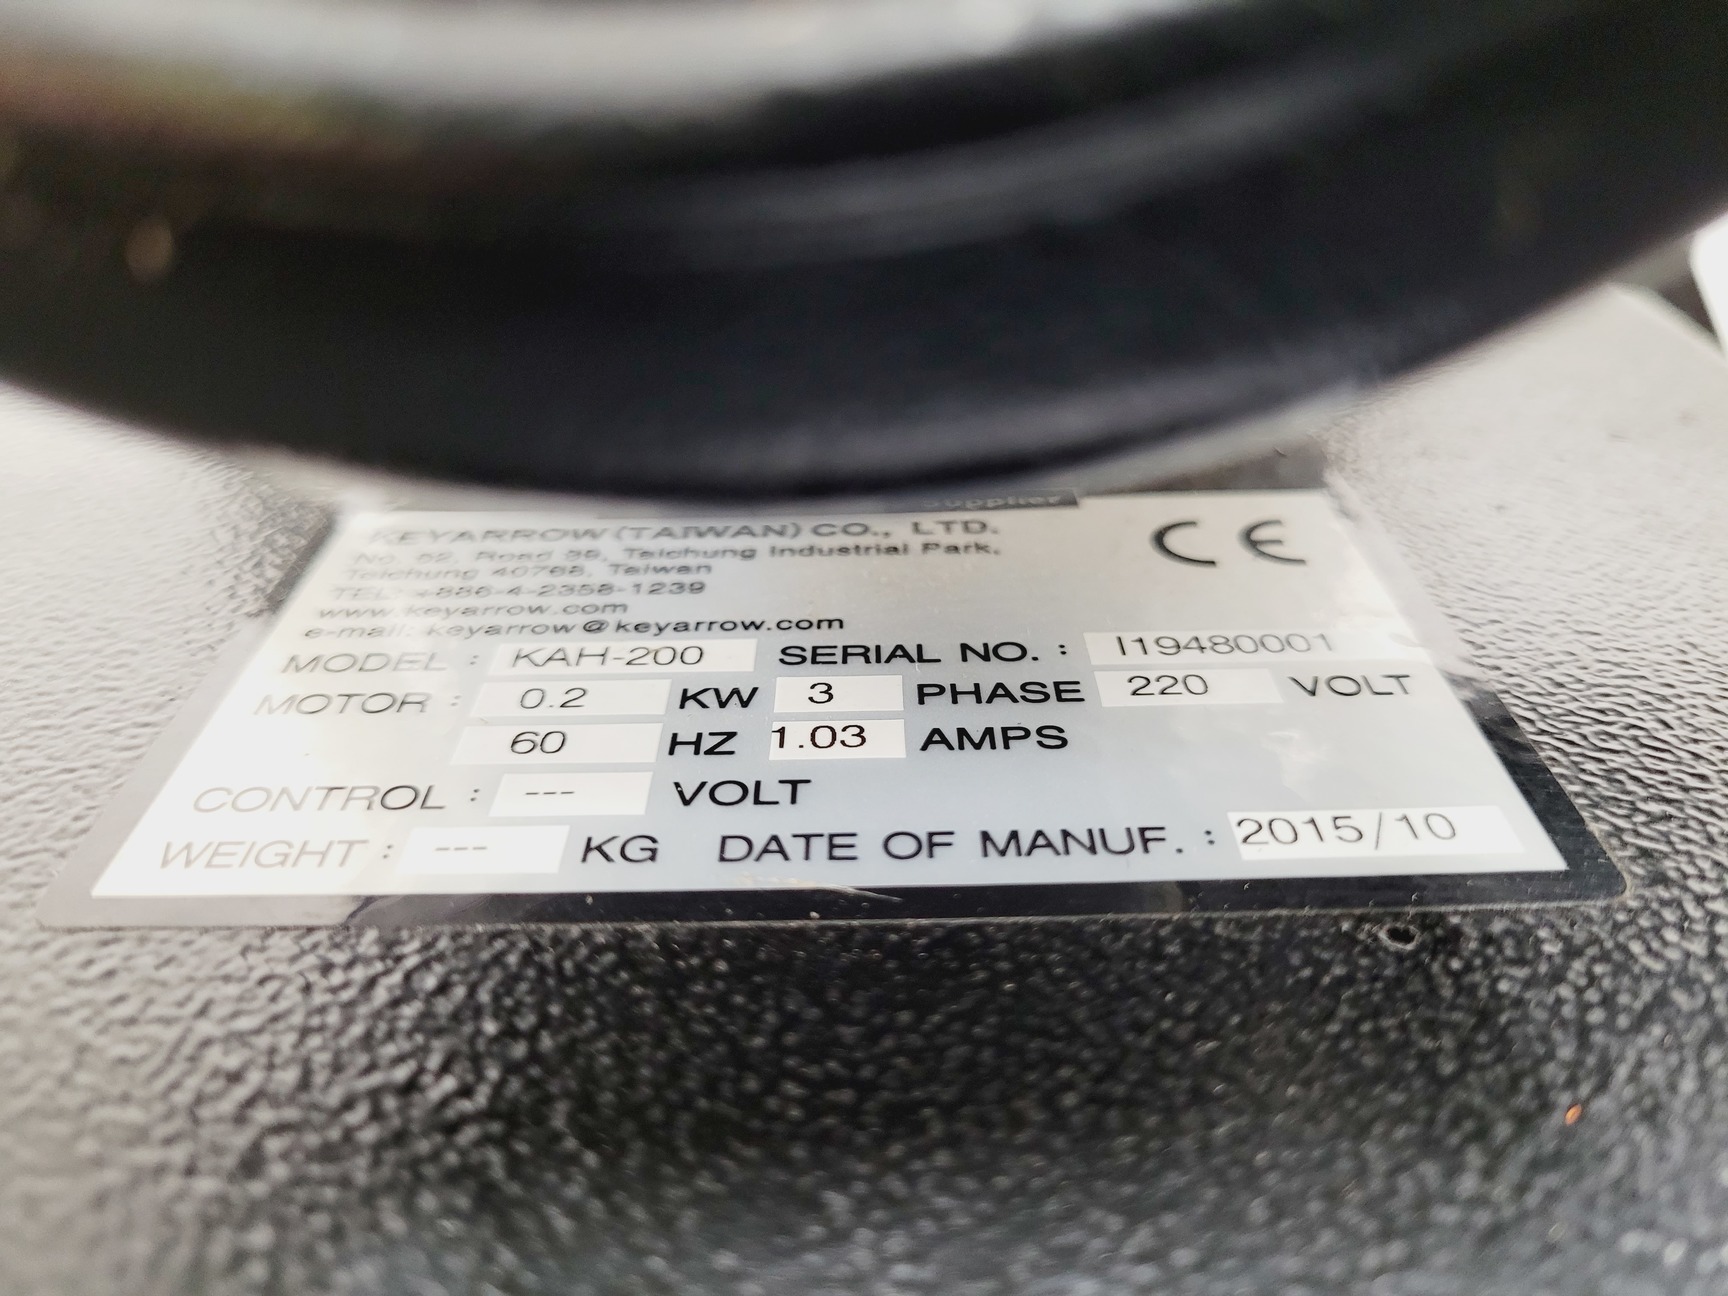 Supplier
KEYARROW (TAIWAN) CO., LTD.
No. 52, Road 39, Taichung Industrial Park,
Taichung 40768, Taiwan
TEL: +886-4-2358-1239
www.keyarrow.com
e-mail: keyarrow@keyarrow.com
CE
MODEL : KAH-200 SERIAL NO. : I19480001
MOTOR : 0.2 KW 3 PHASE 220 VOLT
60 HZ 1.03 AMPS
CONTROL : --- VOLT
WEIGHT : --- KG DATE OF MANUF. : 2015/10